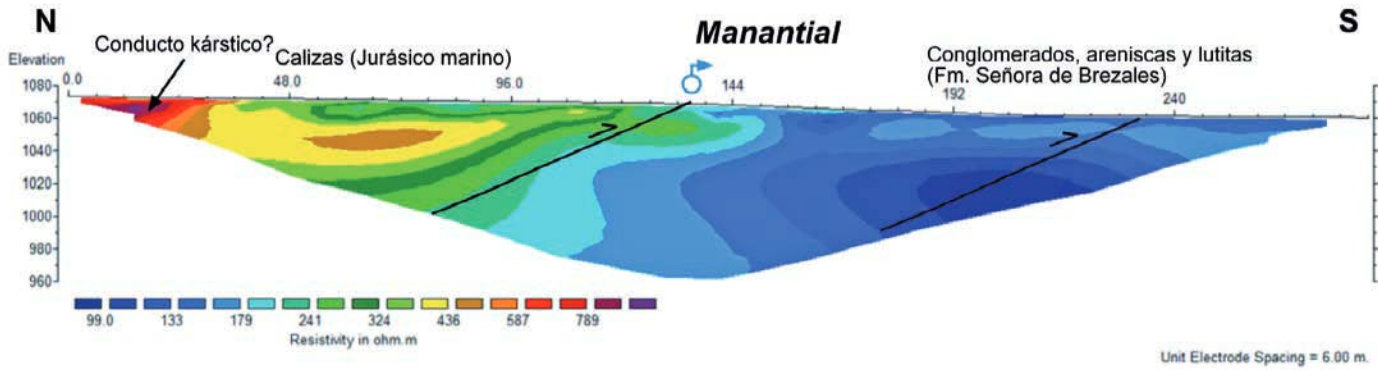 N
S
Manantial
Conducto kárstico?
Calizas (Jurásico marino)
Conglomerados, areniscas y lutitas
(Fm. Señora de Brezales)
Elevation
0.0 48.0 96.0 144 192 240
1080
1060
1040
1020
1000
980
960
99.0 133 179 241 324 436 587 789
Resistivity in ohm.m
Unit Electrode Spacing = 6.00 m.